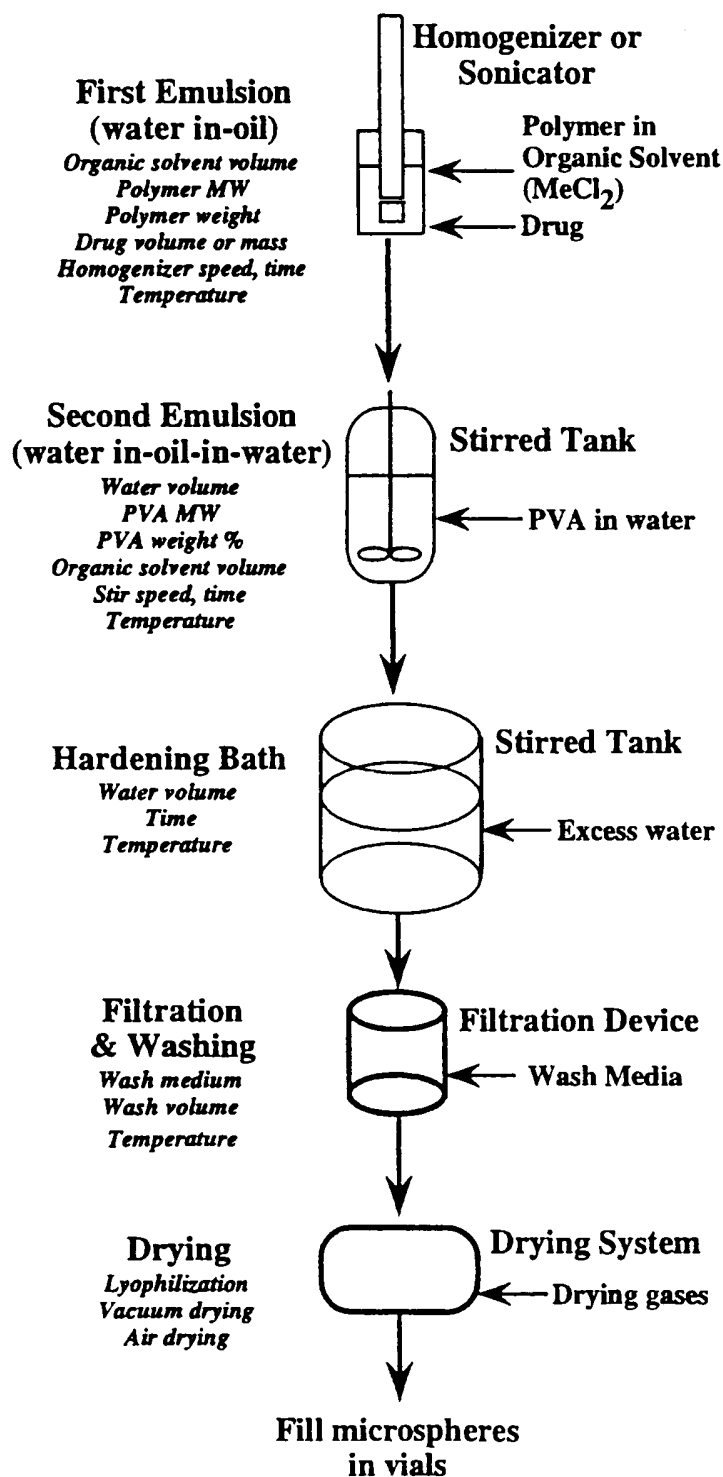 Homogenizer or
Sonicator
First Emulsion
(water in-oil)
Organic solvent volume
Polymer MW
Polymer weight
Drug volume or mass
Homogenizer speed, time
Temperature
Polymer in
Organic Solvent
(MeCl2)
Drug
Second Emulsion
(water in-oil-in-water)
Water volume
PVA MW
PVA weight %
Organic solvent volume
Stir speed, time
Temperature
Stirred Tank
PVA in water
Hardening Bath
Water volume
Time
Temperature
Stirred Tank
Excess water
Filtration
& Washing
Wash medium
Wash volume
Temperature
Filtration Device
Wash Media
Drying
Lyophilization
Vacuum drying
Air drying
Drying System
Drying gases
Fill microspheres
in vials